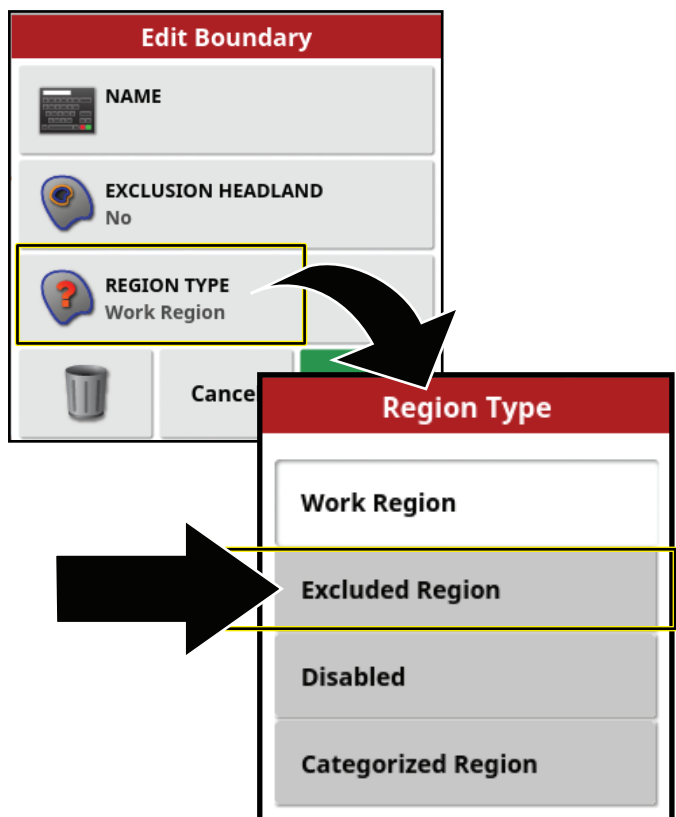 Edit Boundary
NAME
EXCLUSION HEADLAND
No
REGION TYPE
Work Region
Cance
Region Type
Work Region
Excluded Region
Disabled
Categorized Region